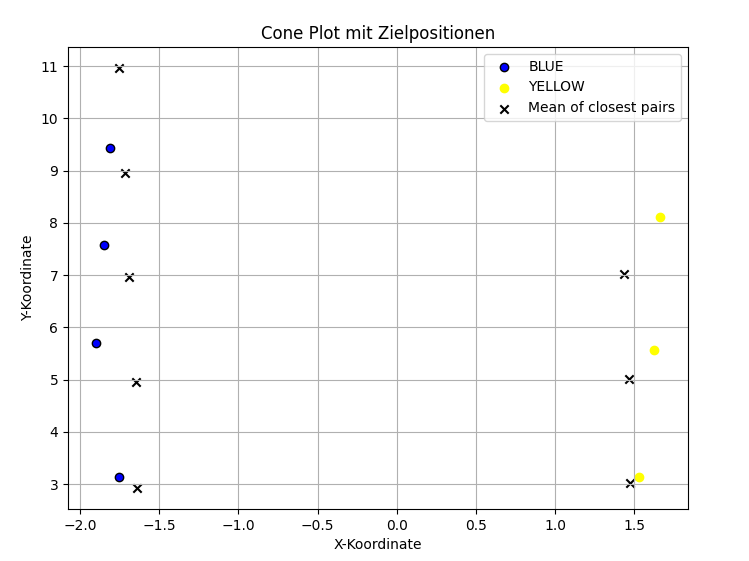 Cone Plot mit Zielpositionen
BLUE
YELLOW
Mean of closest pairs
Y-Koordinate
11
10
9
8
7
6
5
4
3
−2.0 −1.5 −1.0 −0.5 0.0 0.5 1.0 1.5
X-Koordinate